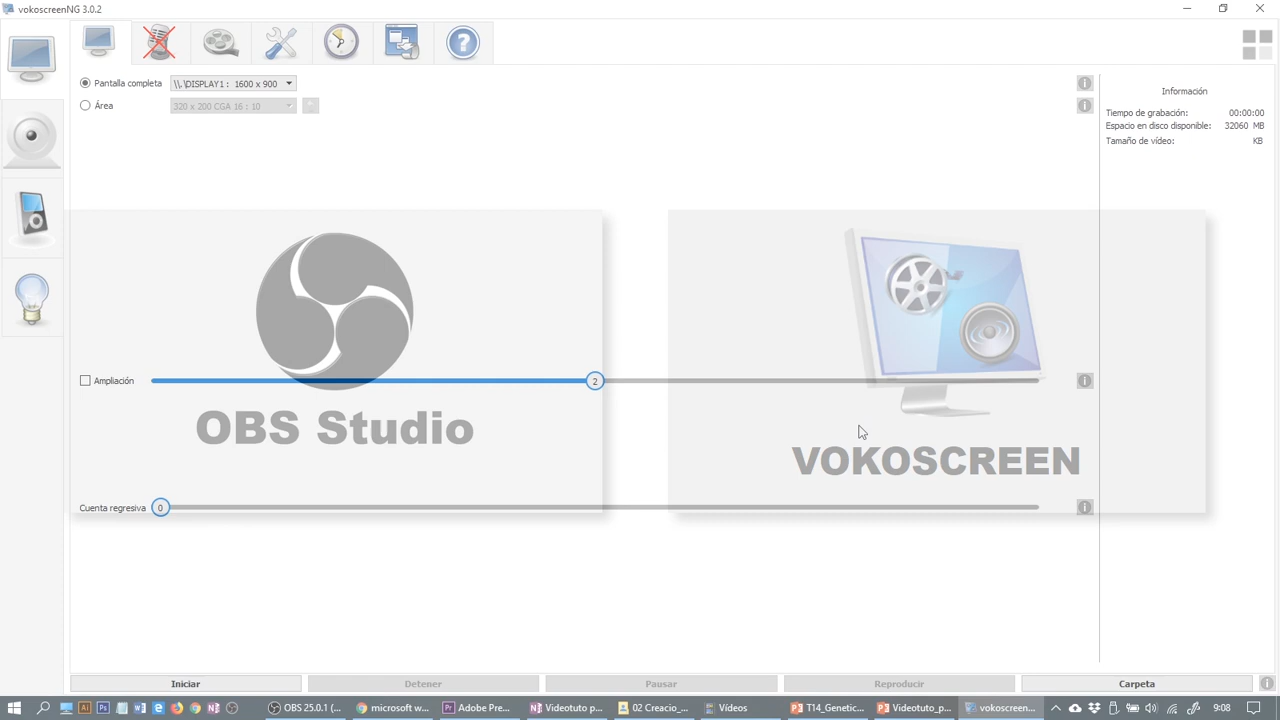 vokoscreenNG 3.0.2
Pantalla completa
\\.\DISPLAY1 : 1600 x 900
Área
320 x 200 CGA 16 : 10
Información
Tiempo de grabación: 00:00:00
Espacio en disco disponible: 32060 MB
Tamaño de vídeo: KB
Ampliación
2
OBS Studio
VOKOSCREEN
Cuenta regresiva
0
Iniciar
Detener
Pausar
Reproducir
Carpeta
OBS 25.0.1 (...
microsoft w...
Adobe Pre...
Videotuto p...
02 Creacio_...
Vídeos
T14_Genetic...
Videotuto_p...
vokoscreen...
9:08